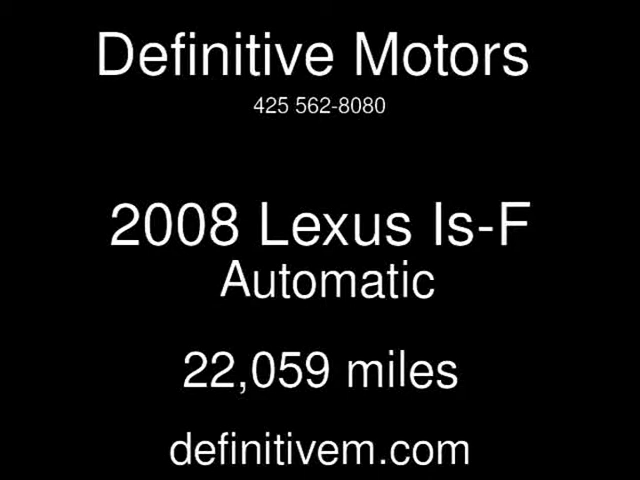 Definitive Motors
425 562-8080
2008 Lexus Is-F
Automatic
22,059 miles
definitivem.com